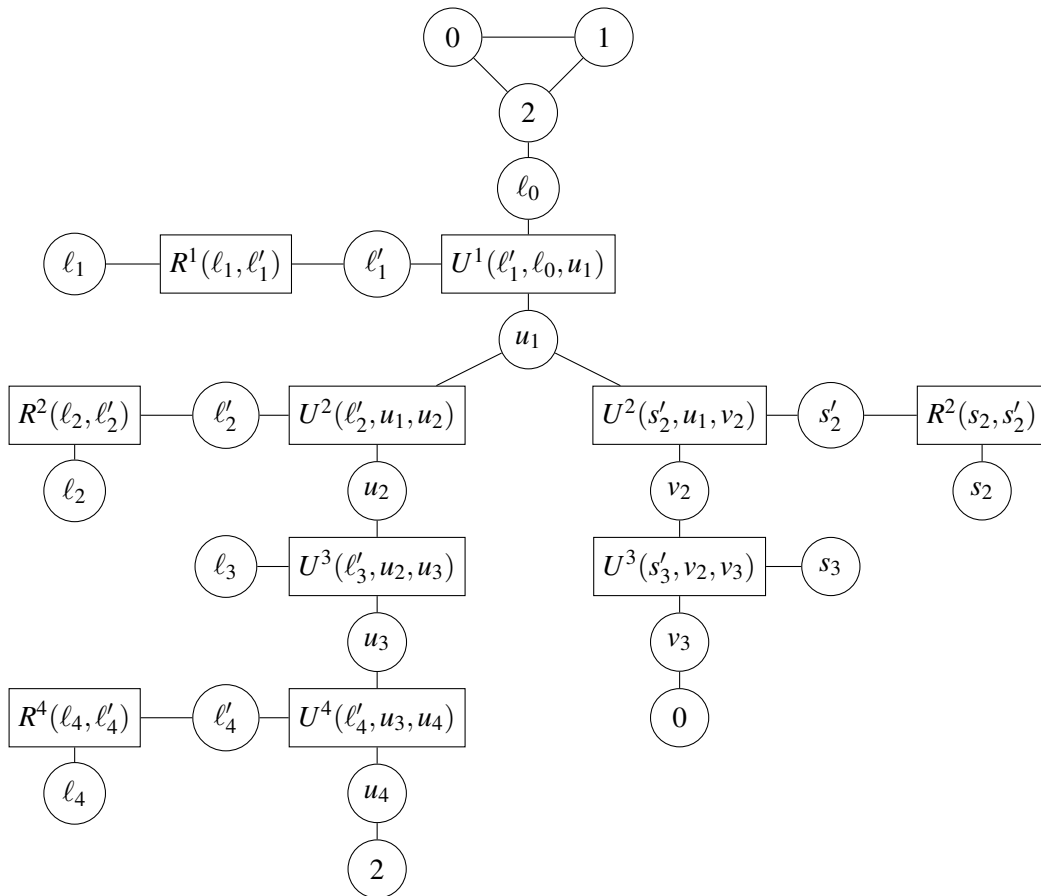 0 1
2
ℓ₀
ℓ₁ R¹(ℓ₁, ℓ′₁) ℓ′₁ U¹(ℓ′₁, ℓ₀, u₁)
u₁
R²(ℓ₂, ℓ′₂) ℓ′₂ U²(ℓ′₂, u₁, u₂) U²(s′₂, u₁, v₂) s′₂ R²(s₂, s′₂)
ℓ₂ u₂ v₂ s₂
ℓ₃ U³(ℓ′₃, u₂, u₃) U³(s′₃, v₂, v₃) s₃
u₃ v₃
R⁴(ℓ₄, ℓ′₄) ℓ′₄ U⁴(ℓ′₄, u₃, u₄) 0
ℓ₄ u₄
2